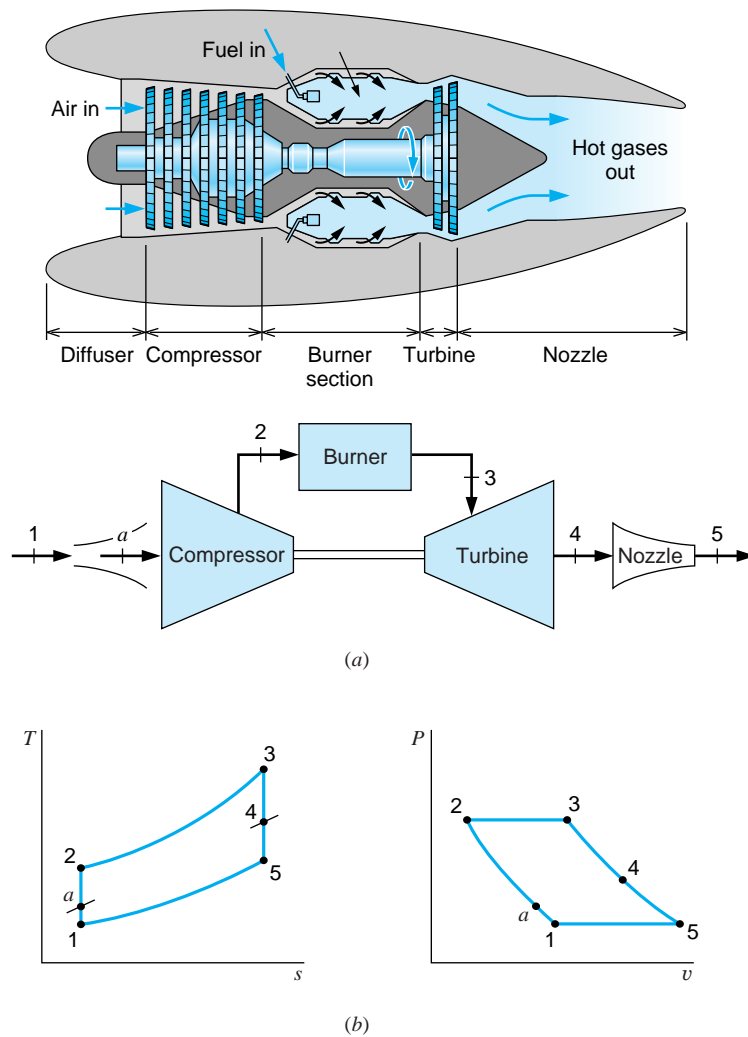 Fuel in
Air in
Hot gases
out
Diffuser Compressor Burner Turbine Nozzle
section
2 Burner 3
1 a Compressor Turbine 4 Nozzle 5
(a)
T 3 4 2 5 a 1 s
P 2 3 4 a 1 5 v
(b)